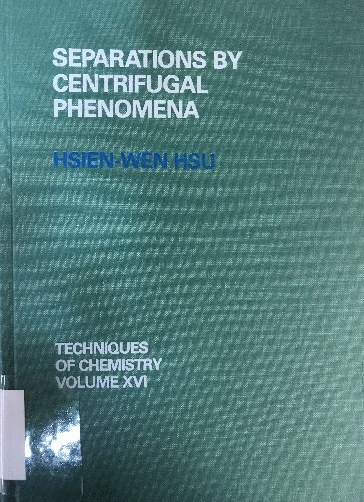 SEPARATIONS BY
CENTRIFUGAL
PHENOMENA
HSIEN-WEN HSU
TECHNIQUES
OF CHEMISTRY
VOLUME XVI